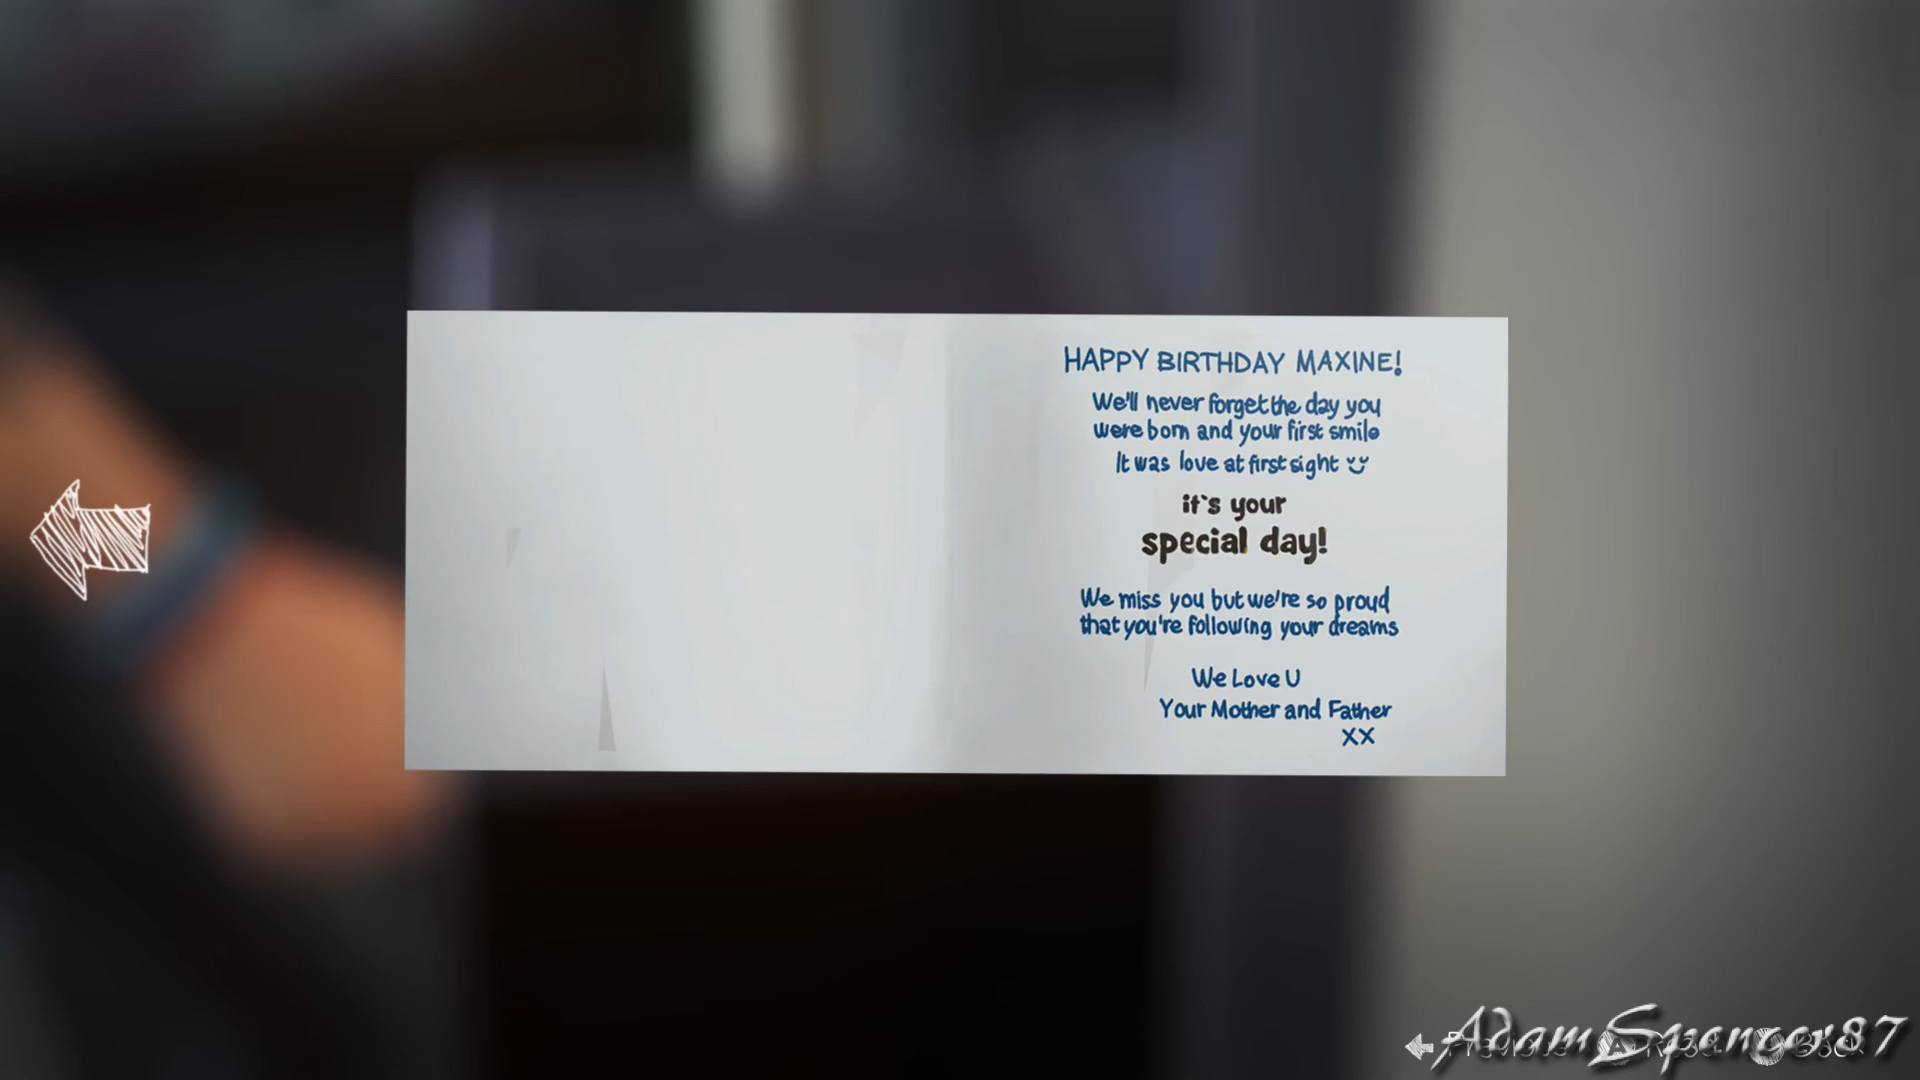 HAPPY BIRTHDAY MAXINE!
We'll never forget the day you
were born and your first smile
It was love at first sight
it's your
special day!
We miss you but we're so proud
that you're following your dreams
We Love U
Your Mother and Father
XX
AdamSpencer87
Previous